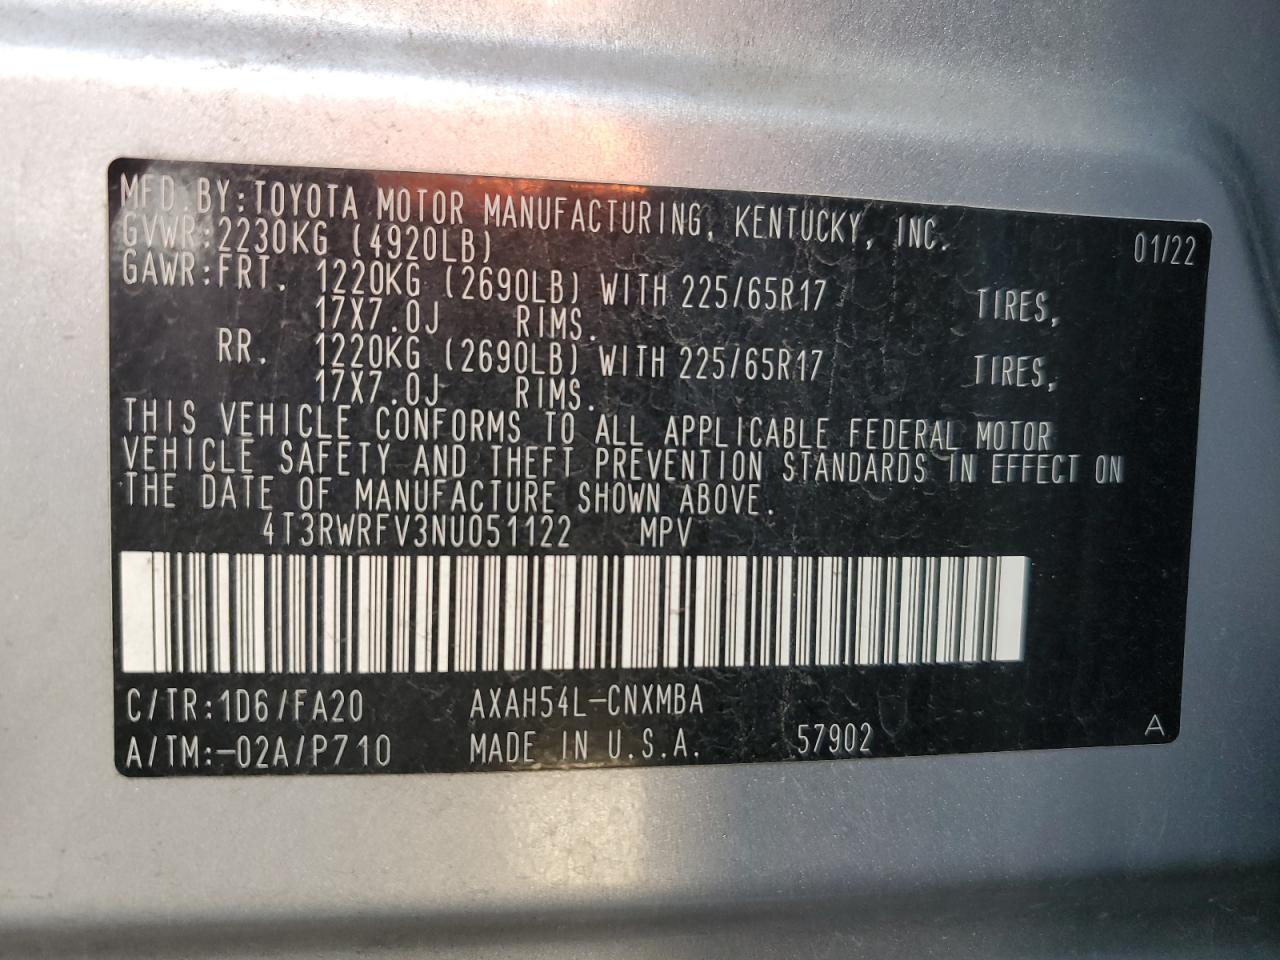 MFD.BY:TOYOTA MOTOR MANUFACTURING, KENTUCKY, INC. 01/22
GVWR:2230KG (4920LB)
GAWR:FRT. 1220KG (2690LB) WITH 225/65R17 TIRES,
17X7.0J RIMS.
RR. 1220KG (2690LB) WITH 225/65R17 TIRES,
17X7.0J RIMS.
THIS VEHICLE CONFORMS TO ALL APPLICABLE FEDERAL MOTOR
VEHICLE SAFETY AND THEFT PREVENTION STANDARDS IN EFFECT ON
THE DATE OF MANUFACTURE SHOWN ABOVE.
4T3RWRFV3NU051122 MPV
C/TR:1D6/FA20 AXAH54L-CNXMBA
A/TM:-02A/P710 MADE IN U.S.A. 57902 A